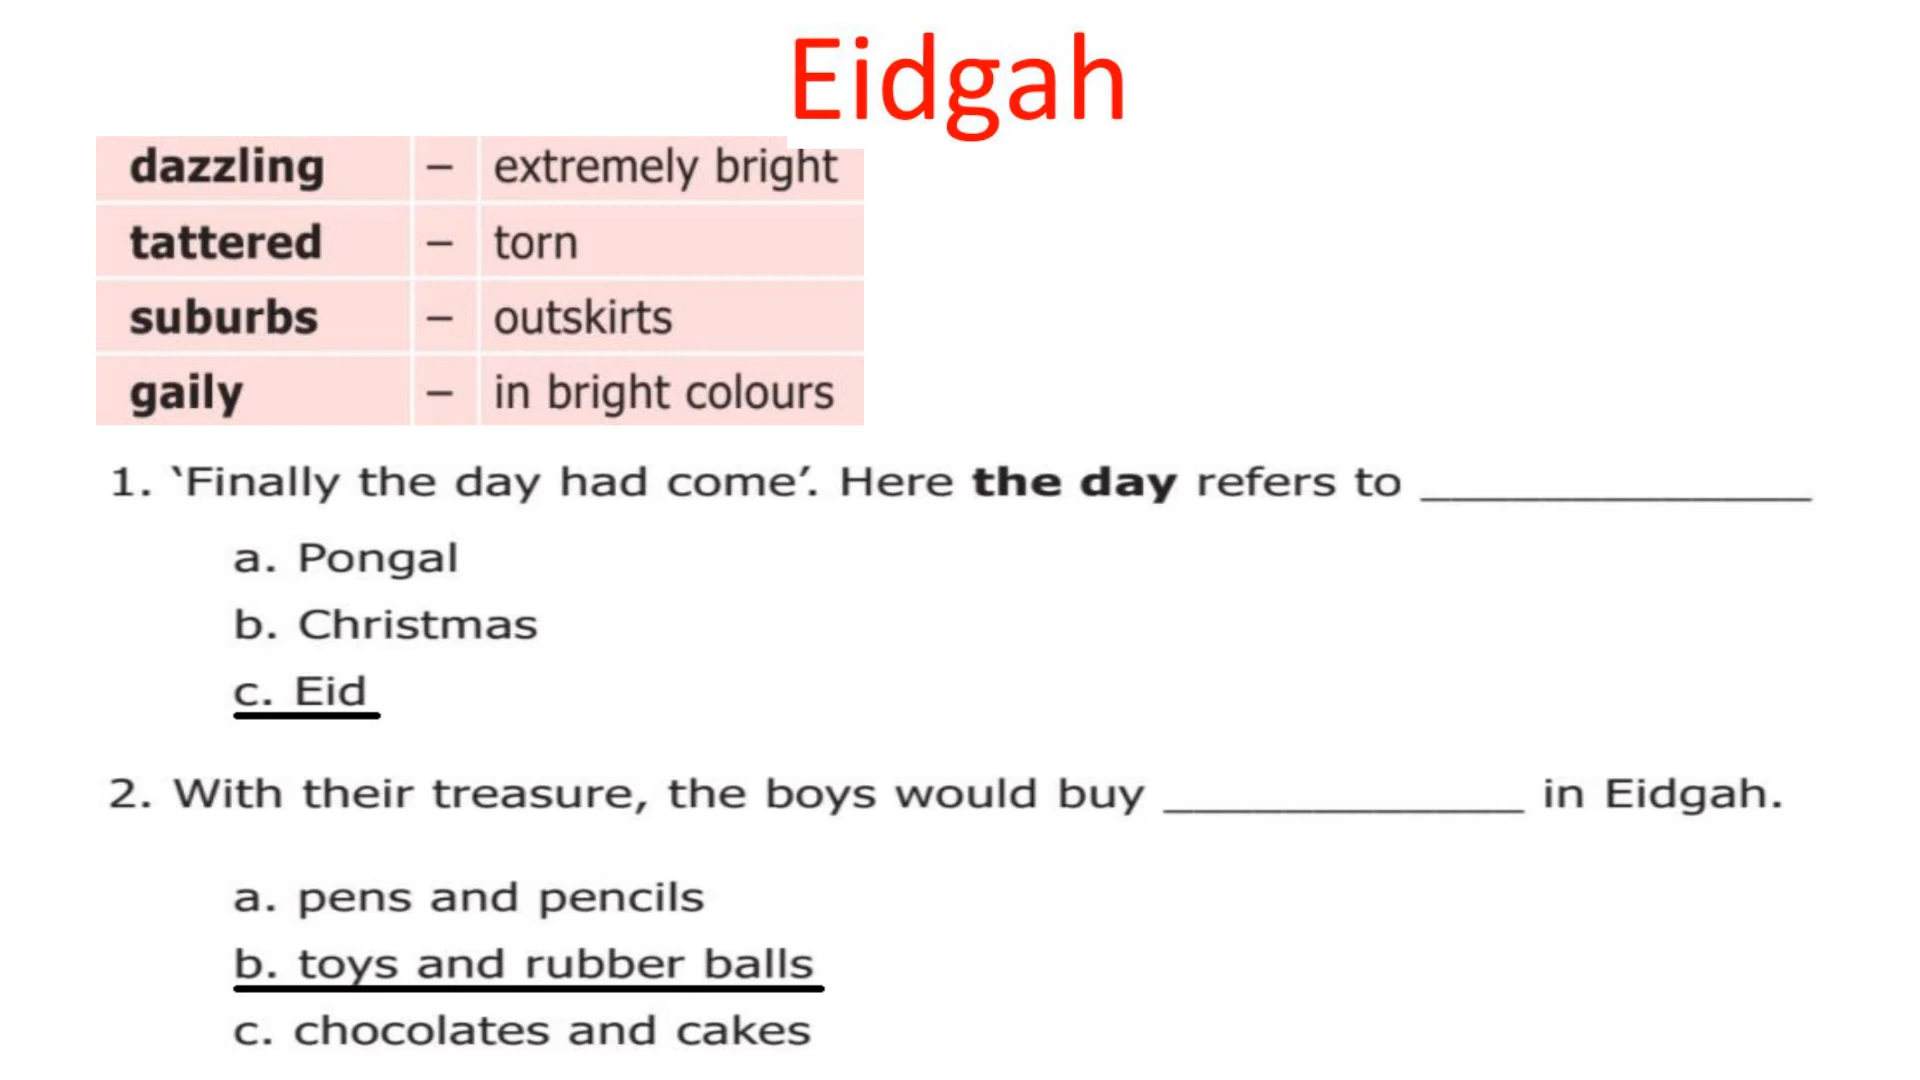 Eidgah
dazzling – extremely bright
tattered – torn
suburbs – outskirts
gaily – in bright colours
1. ‛Finally the day had come’. Here the day refers to _____________
a. Pongal
b. Christmas
c. Eid
2. With their treasure, the boys would buy ____________ in Eidgah.
a. pens and pencils
b. toys and rubber balls
c. chocolates and cakes